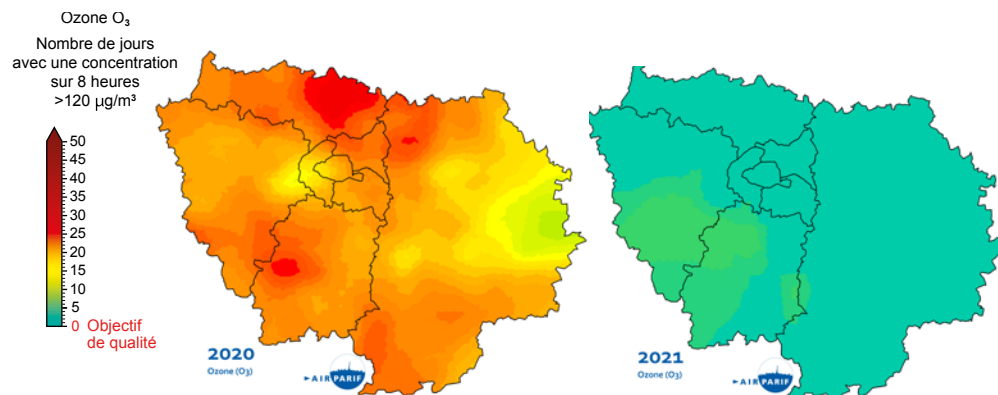 Ozone O₃
Nombre de jours
avec une concentration
sur 8 heures
>120 µg/m³
50
45
40
35
30
25
20
15
10
5
0 Objectif
de qualité
2020
Ozone (O3)
AIRPARIF
2021
Ozone (O3)
AIRPARIF